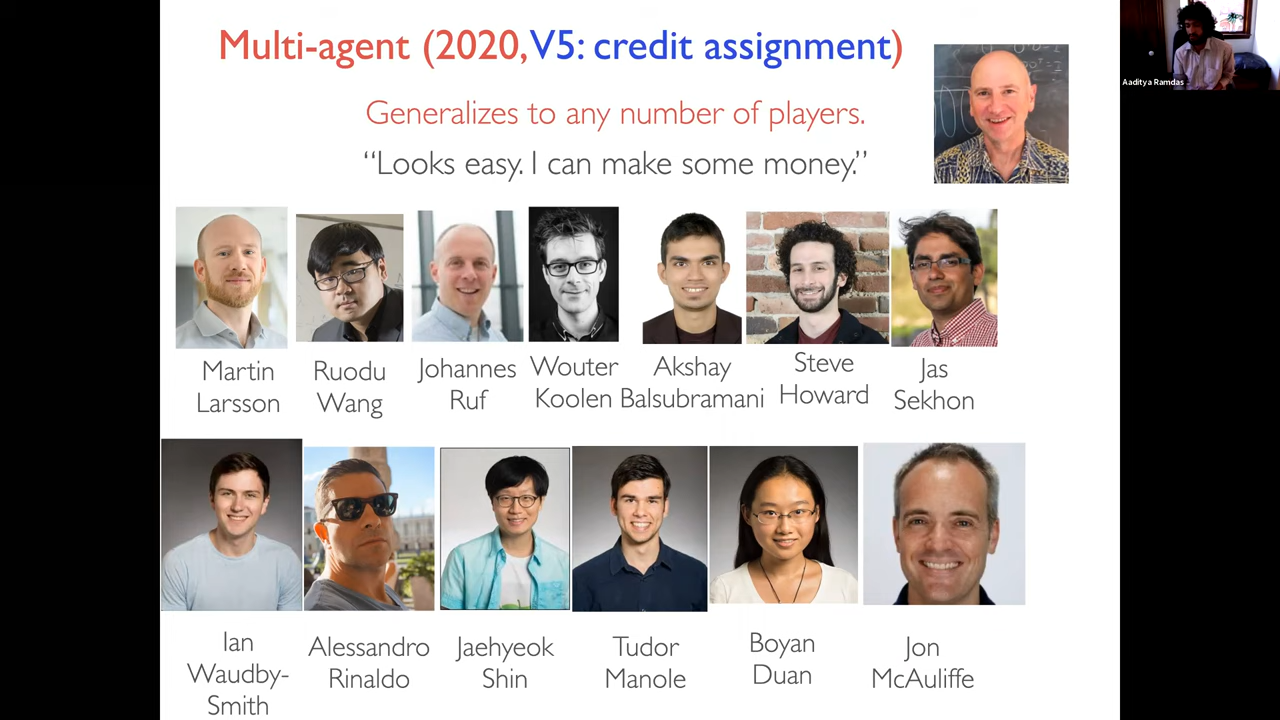 Multi-agent (2020, V5: credit assignment)
Aaditya Ramdas
Generalizes to any number of players.
“Looks easy. I can make some money.”
Martin Larsson
Ruodu Wang
Johannes Ruf
Wouter Koolen
Akshay Balsubramani
Steve Howard
Jas Sekhon
Ian Waudby-Smith
Alessandro Rinaldo
Jaehyeok Shin
Tudor Manole
Boyan Duan
Jon McAuliffe